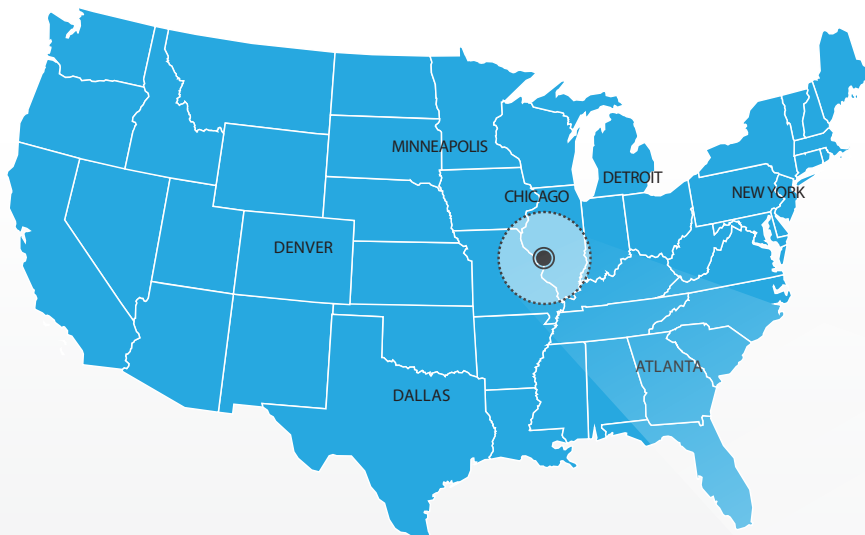 MINNEAPOLIS
DETROIT
CHICAGO
NEW YORK
DENVER
ATLANTA
DALLAS